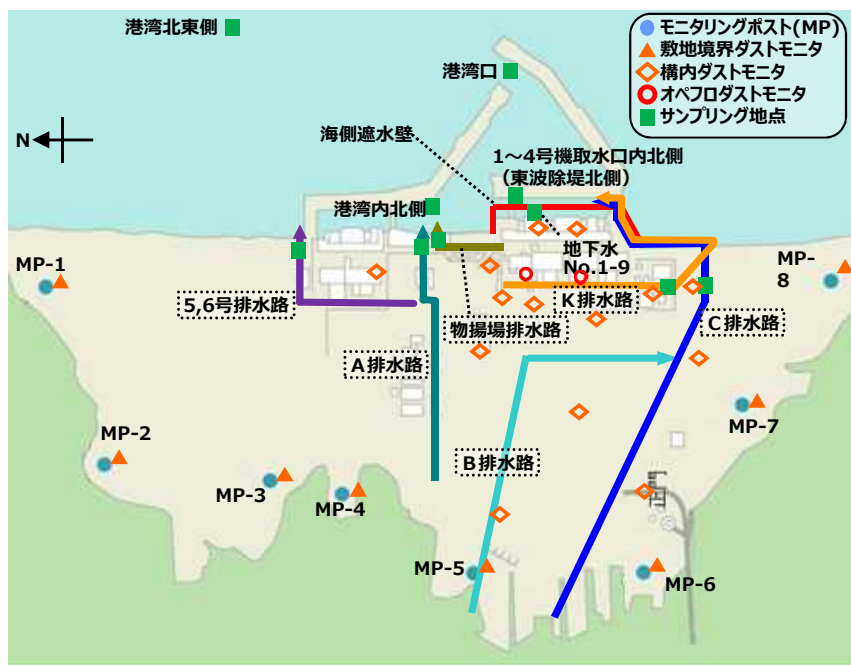 港湾北東側
モニタリングポスト(MP)
敷地境界ダストモニタ
構内ダストモニタ
オペフロダストモニタ
サンプリング地点
港湾口
N
海側遮水壁
1～4号機取水口内北側
（東波除堤北側）
港湾内北側
地下水
No.1-9
MP-1
MP-
8
5,6号排水路
物揚場排水路
K排水路
C排水路
A排水路
MP-7
MP-2
B排水路
MP-3
MP-4
正門
MP-5
MP-6